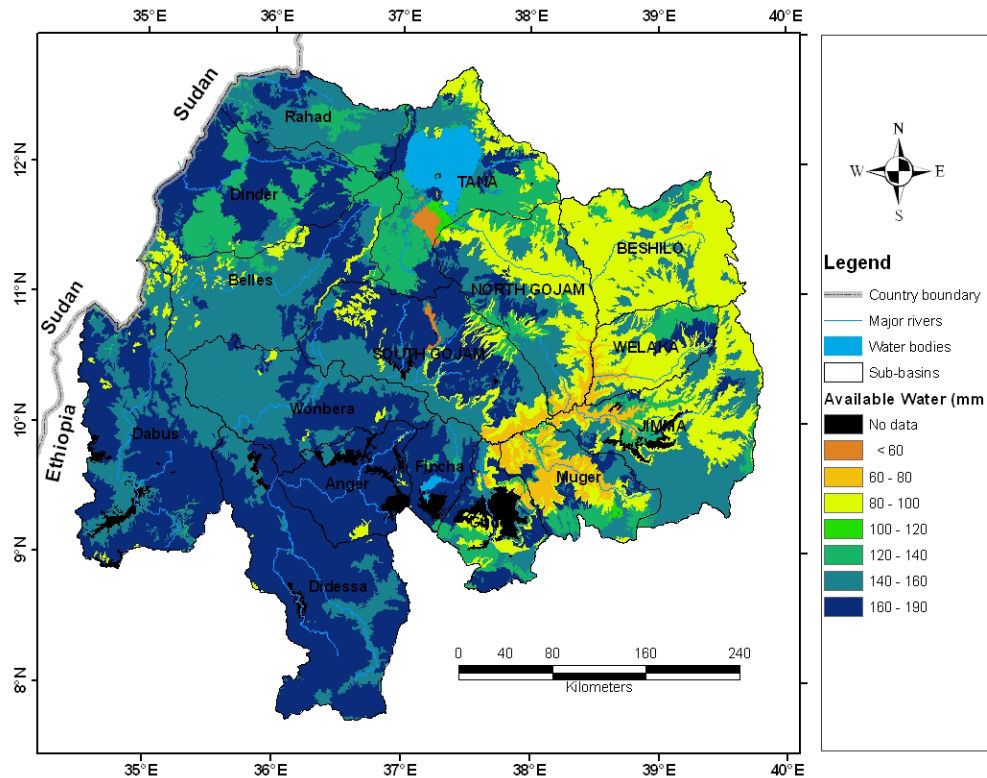 35°E 36°E 37°E 38°E 39°E 40°E
Sudan
Rahad
12°N
TANA
Dinder
BESHILO
Belles
11°N
NORTH GOJAM
Sudan
WELAKA
SOUTH GOJAM
Wonbera
10°N
Dabus
JIMMA
Ethiopia
Fincha
Anger
Muger
9°N
Didessa
8°N
0 40 80 160 240
Kilometers
35°E 36°E 37°E 38°E 39°E 40°E
N
W E
S
Legend
Country boundary
Major rivers
Water bodies
Sub-basins
Available Water (mm
No data
< 60
60 - 80
80 - 100
100 - 120
120 - 140
140 - 160
160 - 190